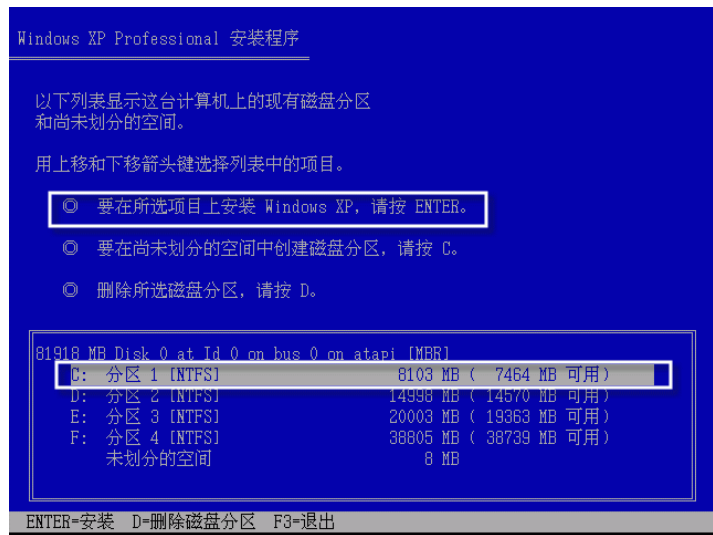 Windows XP Professional 安装程序
以下列表显示这台计算机上的现有磁盘分区
和尚未划分的空间。
用上移和下移箭头键选择列表中的项目。
◎ 要在所选项目上安装 Windows XP，请按 ENTER。
◎ 要在尚未划分的空间中创建磁盘分区，请按 C。
◎ 删除所选磁盘分区，请按 D。
81918 MB Disk 0 at Id 0 on bus 0 on atapi [MBR]
C: 分区 1 [NTFS] 8103 MB ( 7464 MB 可用)
D: 分区 2 [NTFS] 14998 MB ( 14570 MB 可用)
E: 分区 3 [NTFS] 20003 MB ( 19363 MB 可用)
F: 分区 4 [NTFS] 38805 MB ( 38739 MB 可用)
未划分的空间 8 MB
ENTER=安装 D=删除磁盘分区 F3=退出